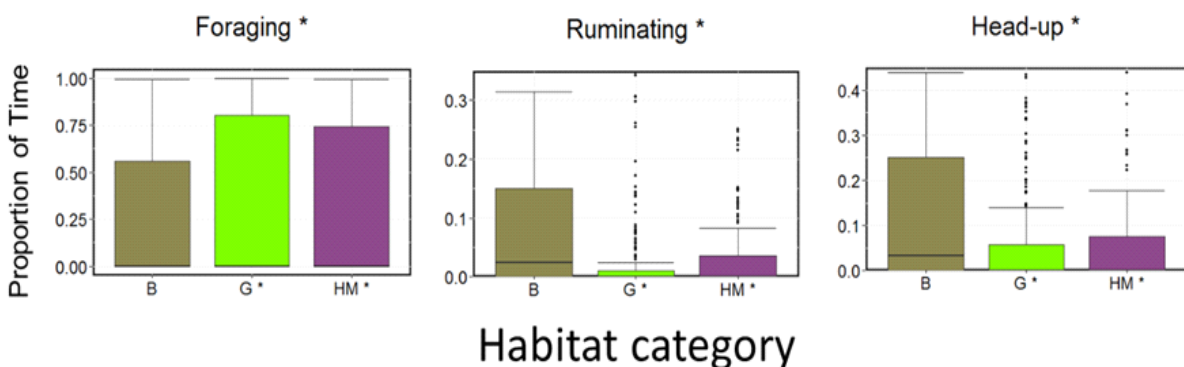 Foraging *
Ruminating *
Head-up *
Proportion of Time
1.00
0.75
0.50
0.25
0.00
B G * HM *
0.3
0.2
0.1
0.0
B G * HM *
0.4
0.3
0.2
0.1
0.0
B G * HM *
Habitat category